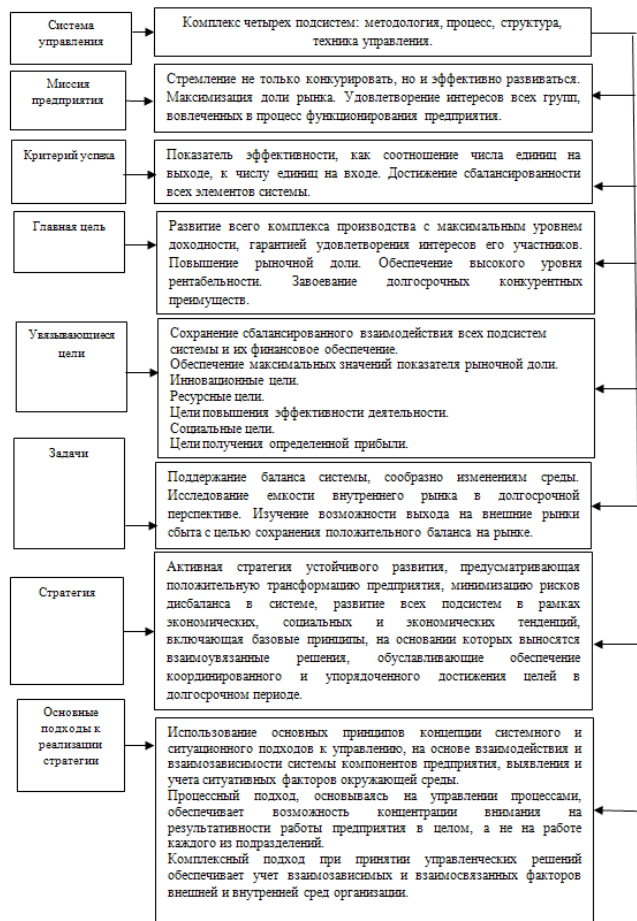 Система
управления
Комплекс четырех подсистем: методология, процесс, структура,
техника управления.
Миссия
предприятия
Стремление не только конкурировать, но и эффективно развиваться.
Максимизация доли рынка. Удовлетворение интересов всех групп,
вовлеченных в процесс функционирования предприятия.
Критерий успеха
Показатель эффективности, как соотношение числа единиц на
выходе, к числу единиц на входе. Достижение сбалансированности
всех элементов системы.
Главная цель
Развитие всего комплекса производства с максимальным уровнем
доходности, гарантией удовлетворения интересов его участников.
Повышение рыночной доли. Обеспечение высокого уровня
рентабельности. Завоевание долгосрочных конкурентных
преимуществ.
Увязывающиеся
цели
Сохранение сбалансированного взаимодействия всех подсистем
системы и их финансовое обеспечение.
Обеспечение максимальных значений показателя рыночной доли.
Инновационные цели.
Ресурсные цели.
Цели повышения эффективности деятельности.
Социальные цели.
Цели получения определенной прибыли.
Задачи
Поддержание баланса системы, сообразно изменениям среды.
Исследование емкости внутреннего рынка в долгосрочной
перспективе. Изучение возможности выхода на внешние рынки
сбыта с целью сохранения положительного баланса на рынке.
Стратегия
Активная стратегия устойчивого развития, предусматривающая
положительную трансформацию предприятия, минимизацию рисков
дисбаланса в системе, развитие всех подсистем в рамках
экономических, социальных и экономических тенденций,
включающая базовые принципы, на основании которых выносятся
взаимоувязанные решения, обуславливающие обеспечение
координированного и упорядоченного достижения целей в
долгосрочном периоде.
Основные
подходы к
реализации
стратегии
Использование основных принципов концепции системного и
ситуационного подходов к управлению, на основе взаимодействия и
взаимозависимости системы компонентов предприятия, выявления и
учета ситуативных факторов окружающей среды.
Процессный подход, основываясь на управлении процессами,
обеспечивает возможность концентрации внимания на
результативности работы предприятия в целом, а не на работе
каждого из подразделений.
Комплексный подход при принятии управленческих решений
обеспечивает учет взаимозависимых и взаимосвязанных факторов
внешней и внутренней сред организации.